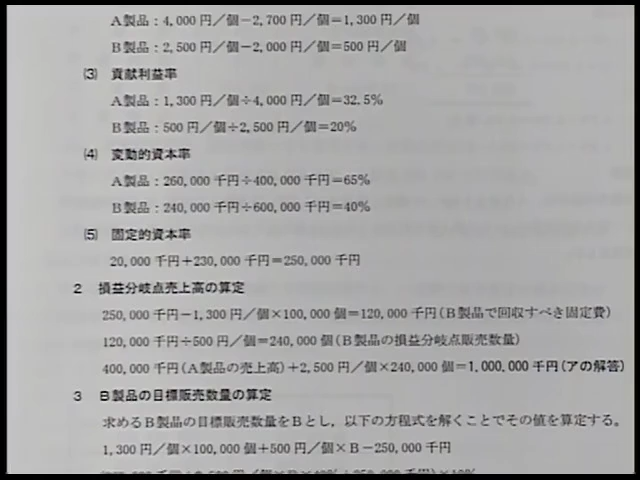 A製品：4,000円／個－2,700円／個＝1,300円／個
B製品：2,500円／個－2,000円／個＝500円／個
(3) 貢献利益率
A製品：1,300円／個÷4,000円／個＝32.5%
B製品：500円／個÷2,500円／個＝20%
(4) 変動的資本率
A製品：260,000千円÷400,000千円＝65%
B製品：240,000千円÷600,000千円＝40%
(5) 固定的資本率
20,000千円＋230,000千円＝250,000千円
2 損益分岐点売上高の算定
250,000千円－1,300円／個×100,000個＝120,000千円(B製品で回収すべき固定費)
120,000千円÷500円／個＝240,000個(B製品の損益分岐点販売数量)
400,000千円(A製品の売上高)＋2,500円／個×240,000個＝1,000,000千円(アの解答)
3 B製品の目標販売数量の算定
求めるB製品の目標販売数量をBとし，以下の方程式を解くことでその値を算定する。
1,300円／個×100,000個＋500円／個×B－250,000千円